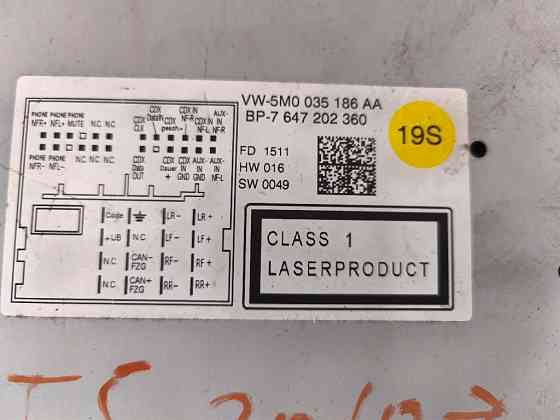 VW-5M0 035 186 AA
BP-7 647 202 360
19S
FD 1511
HW 016
SW 0049
CLASS 1
LASERPRODUCT
PHONE PHONE PHONE
NFR+ NFL+ MUTE N.C. N.C.
CDX CLK
CDX DataIN
CDX
CDX IN NF-R
CDX IN NF-L
AUX-IN NF-R
PHONE PHONE
NFR- NFL- N.C. N.C. N.C.
CDX Data OUT
CDX Dauer +
CDX IN GND
AUX IN GND
AUX-IN NF-L
Code LR- LR+
+UB N.C. LF- LF+
N.C. CAN- FZG RF- RF+
N.C. CAN+ FZG RR- RR+